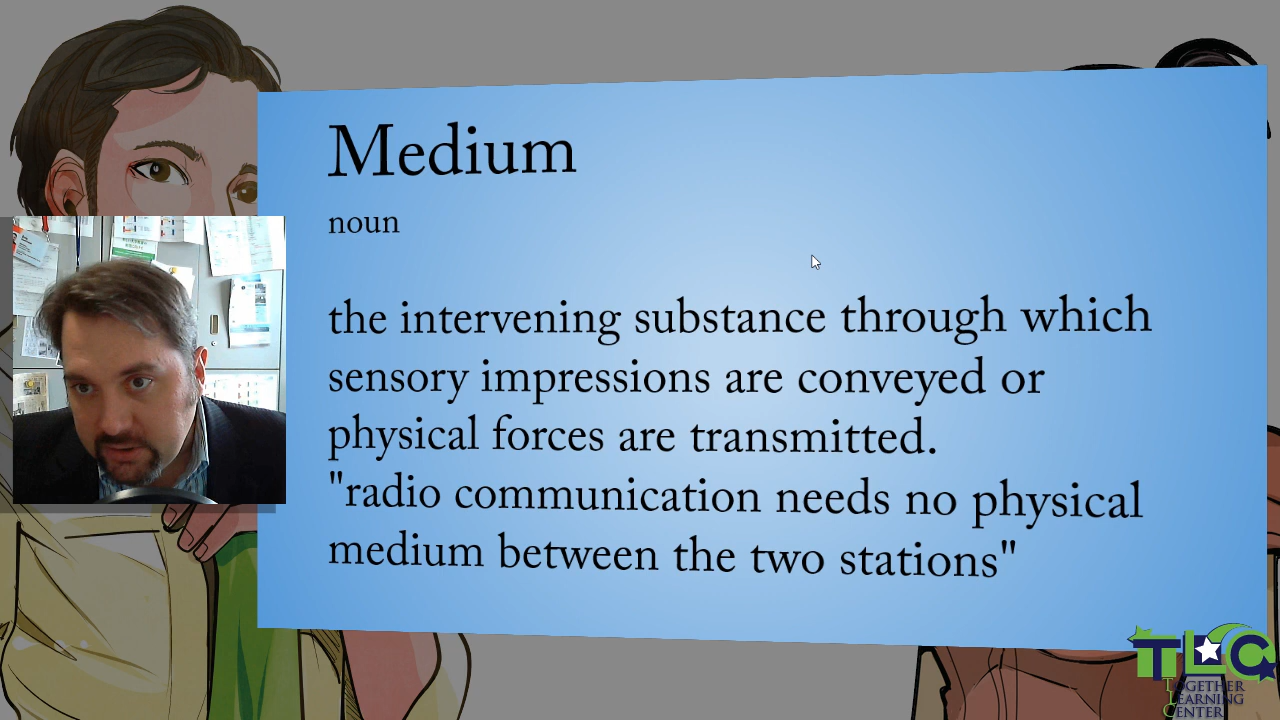 Medium
noun
the intervening substance through which
sensory impressions are conveyed or
physical forces are transmitted.
"radio communication needs no physical
medium between the two stations"
TLC
TOGETHER
LEARNING
CENTER